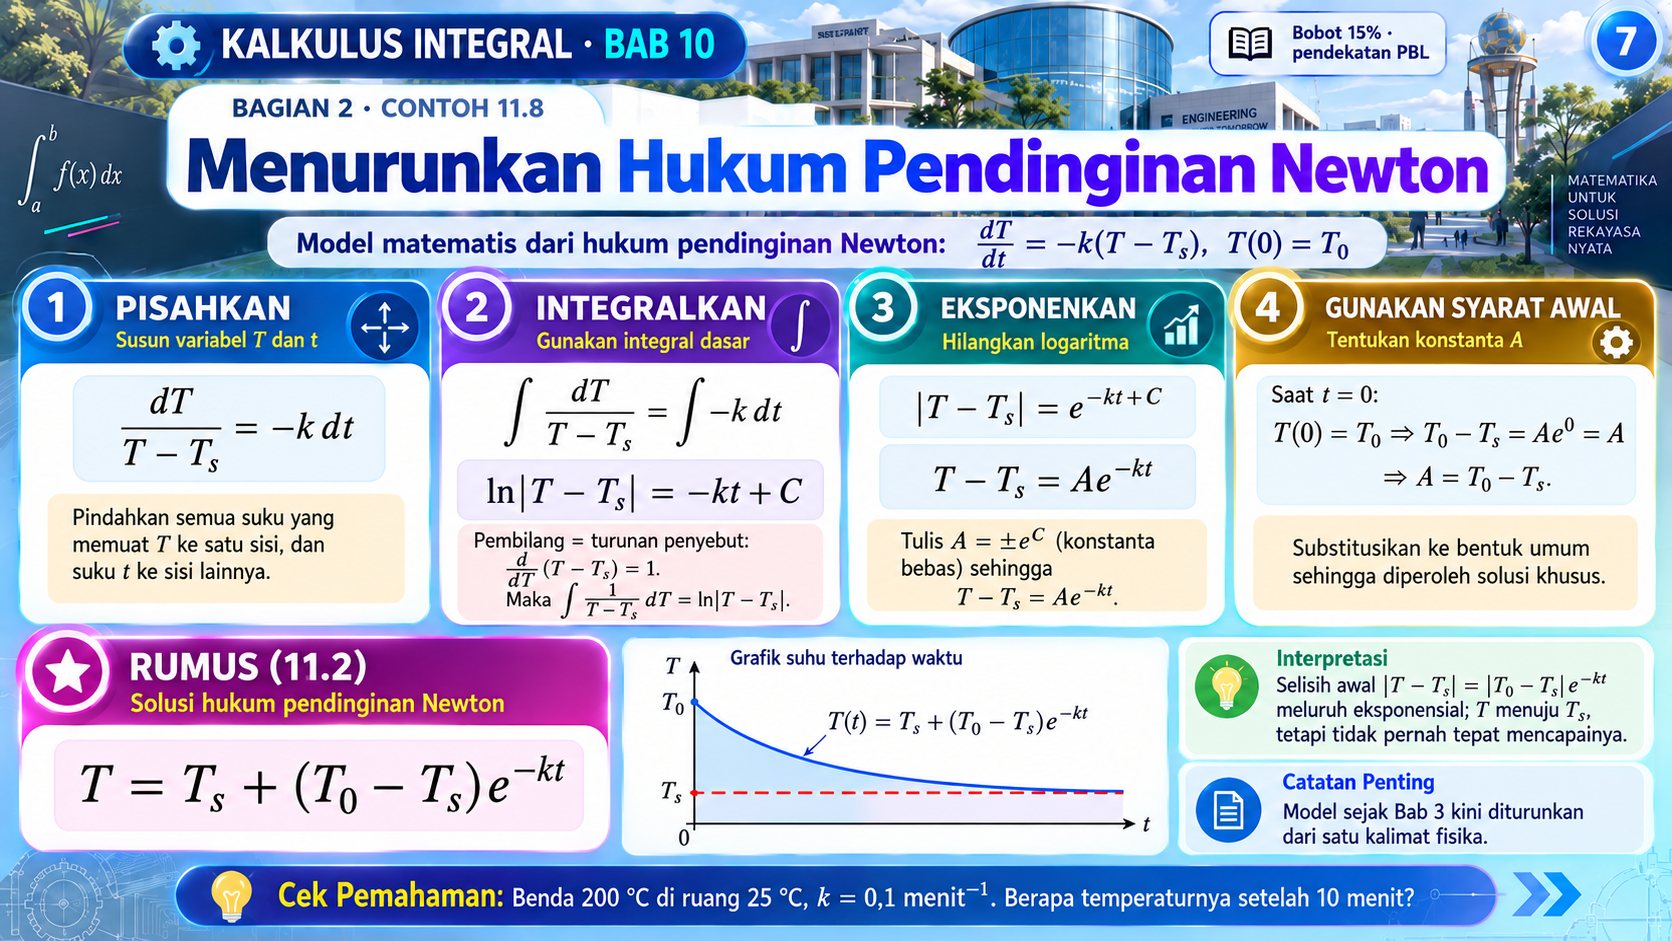 KALKULUS INTEGRAL · BAB 10
Bobot 15% ·
pendekatan PBL
7
BAGIAN 2 · CONTOH 11.8
Menurunkan Hukum Pendinginan Newton
ENGINEERING
∫_a^b f(x) dx
MATEMATIKA
UNTUK
SOLUSI
REKAYASA
NYATA
Model matematis dari hukum pendinginan Newton: dT/dt = −k(T − T_s), T(0) = T_0
1 PISAHKAN
Susun variabel T dan t
dT/(T − T_s) = −k dt
Pindahkan semua suku yang
memuat T ke satu sisi, dan
suku t ke sisi lainnya.
2 INTEGRALKAN
∫
Gunakan integral dasar
∫ dT/(T − T_s) = ∫ −k dt
ln|T − T_s| = −kt + C
Pembilang = turunan penyebut:
d/dT (T − T_s) = 1.
Maka ∫ 1/(T−T_s) dT = ln|T − T_s|.
3 EKSPONENKAN
Hilangkan logaritma
|T − T_s| = e^{−kt+C}
T − T_s = Ae^{−kt}
Tulis A = ±e^C (konstanta
bebas) sehingga
T − T_s = Ae^{−kt}.
4 GUNAKAN SYARAT AWAL
Tentukan konstanta A
Saat t = 0:
T(0) = T_0 ⇒ T_0 − T_s = Ae^0 = A
⇒ A = T_0 − T_s.
Substitusikan ke bentuk umum
sehingga diperoleh solusi khusus.
RUMUS (11.2)
Solusi hukum pendinginan Newton
T = T_s + (T_0 − T_s)e^{−kt}
Grafik suhu terhadap waktu
T
T_0
T(t) = T_s + (T_0 − T_s)e^{−kt}
T_s
0
t
Interpretasi
Selisih awal |T − T_s| = |T_0 − T_s| e^{−kt}
meluruh eksponensial; T menuju T_s,
tetapi tidak pernah tepat mencapainya.
Catatan Penting
Model sejak Bab 3 kini diturunkan
dari satu kalimat fisika.
Cek Pemahaman: Benda 200 °C di ruang 25 °C, k = 0,1 menit^{−1}. Berapa temperaturnya setelah 10 menit?